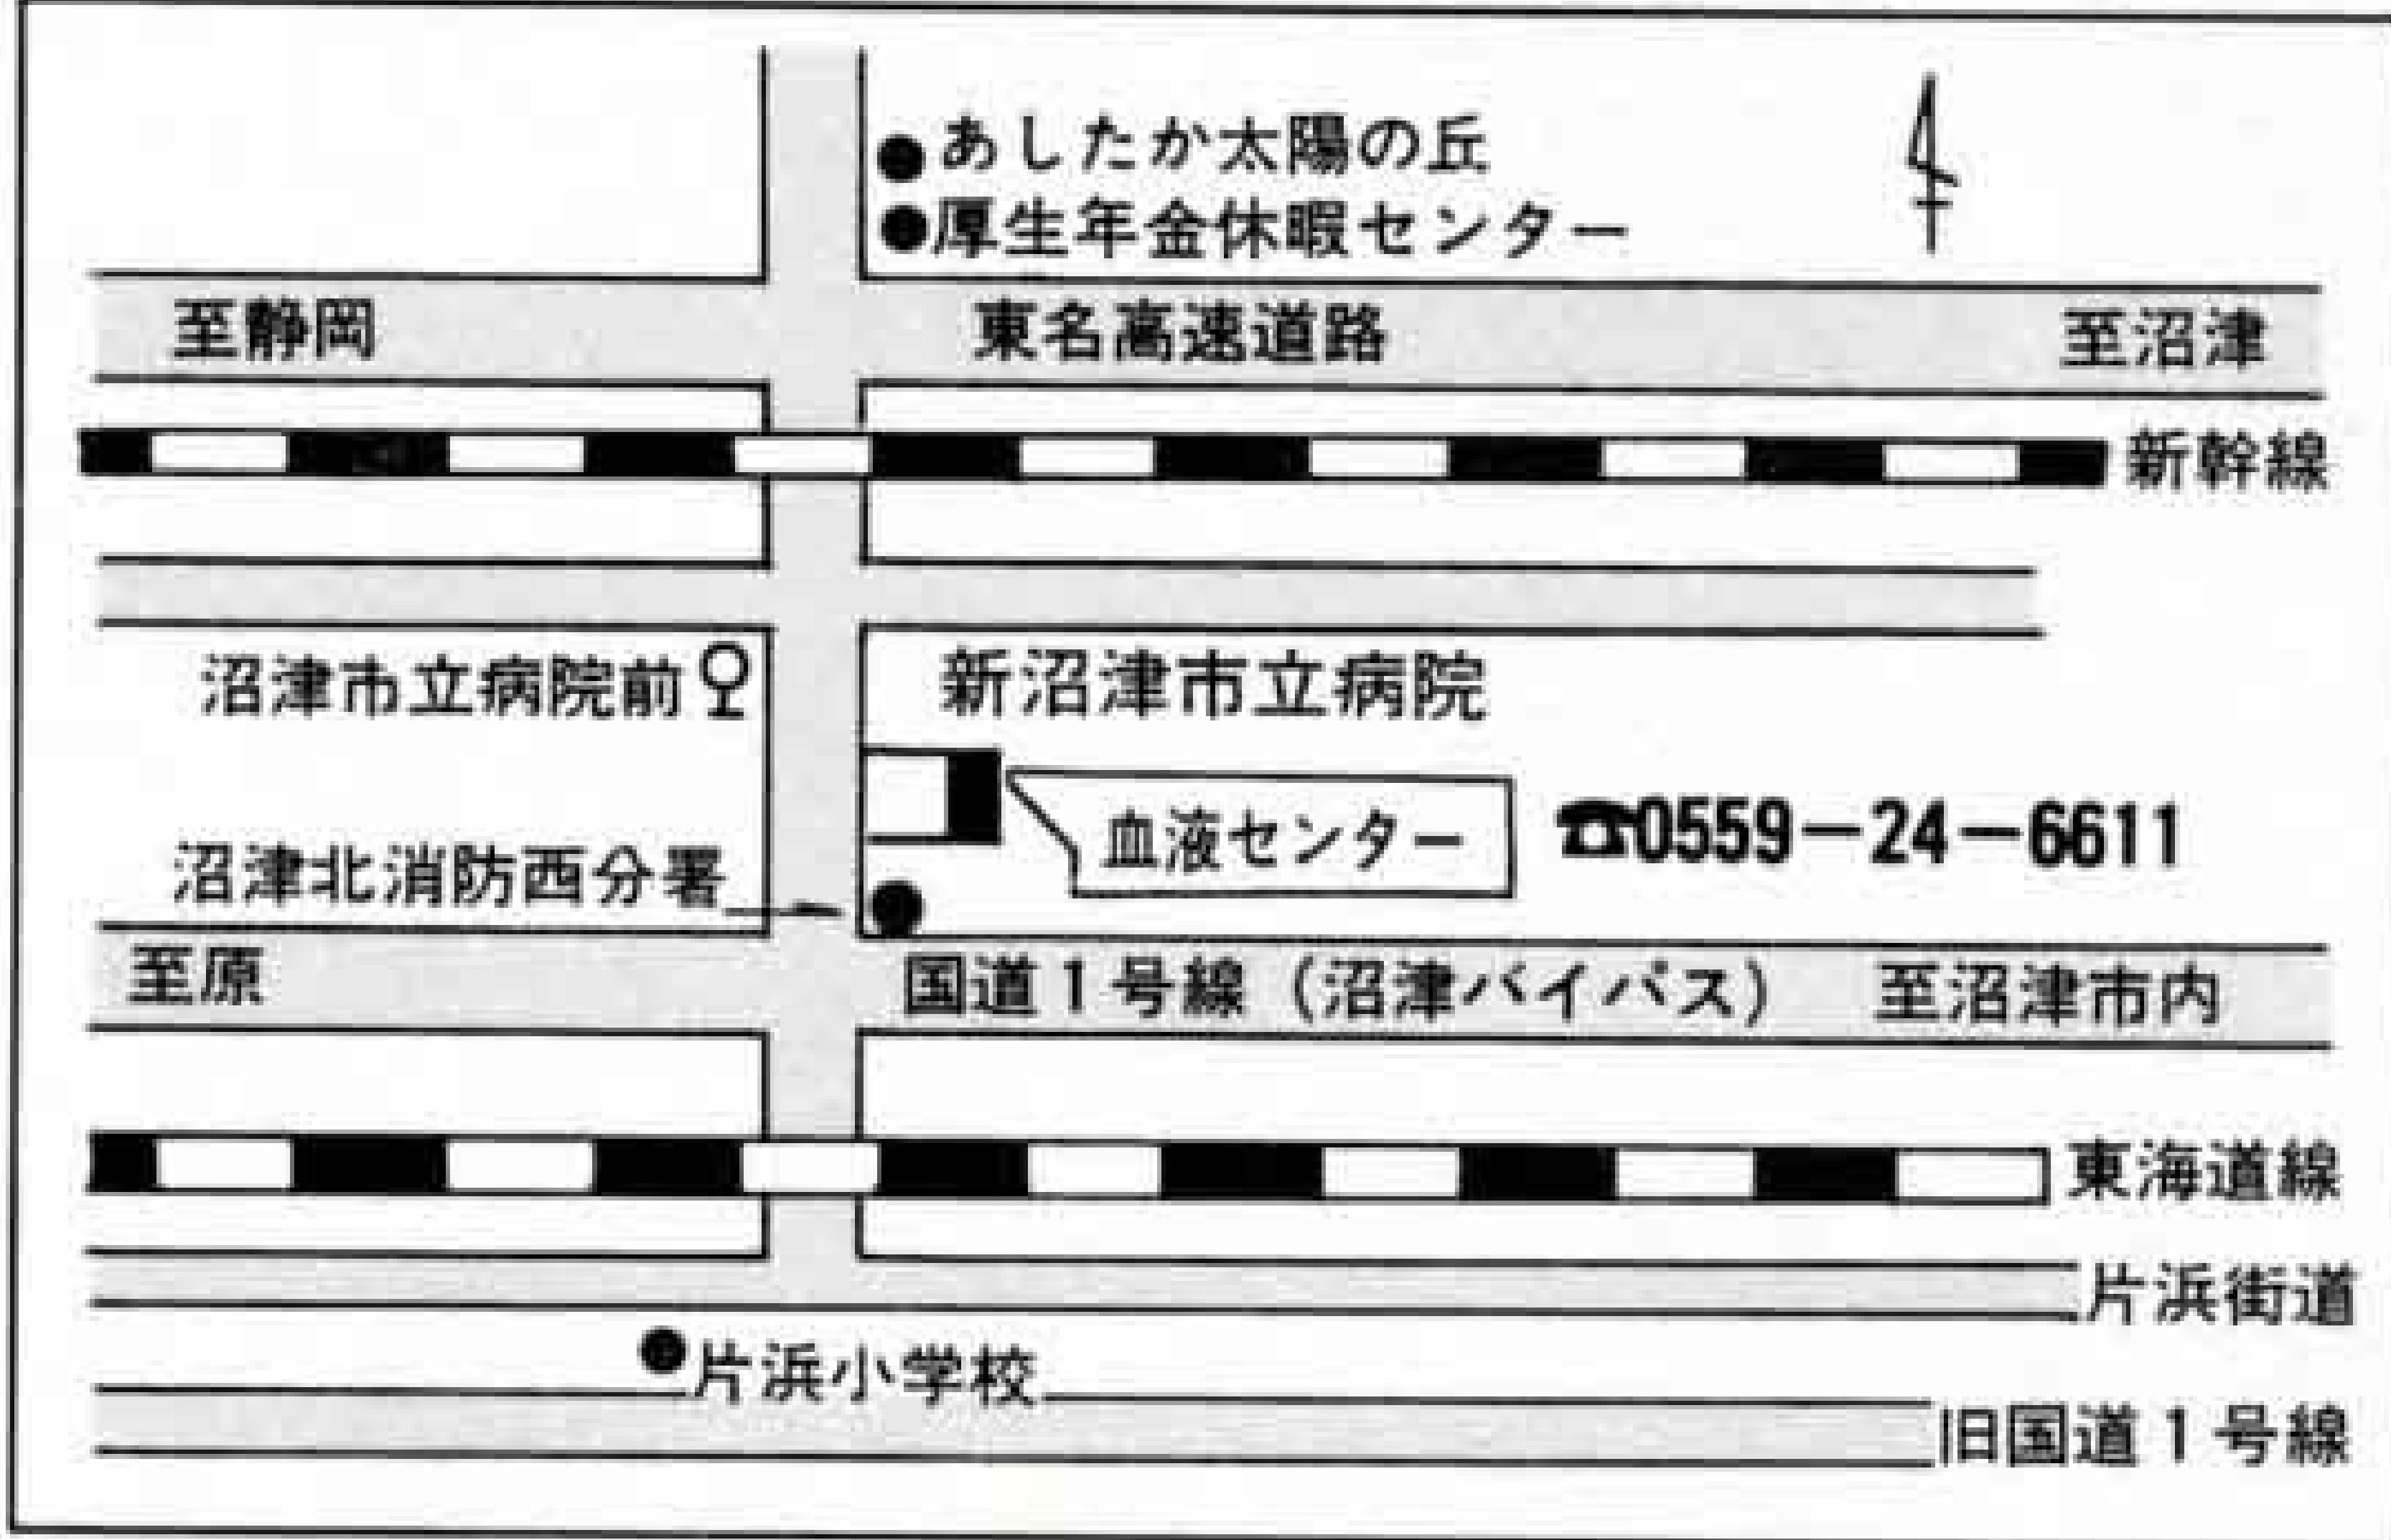 あしたか太陽の丘
厚生年金休暇センター
至静岡 東名高速道路 至沼津
新幹線
沼津市立病院前 新沼津市立病院
血液センター ☎0559－24－6611
沼津北消防西分署
至原 国道1号線（沼津バイパス） 至沼津市内
東海道線
片浜街道
片浜小学校
旧国道1号線